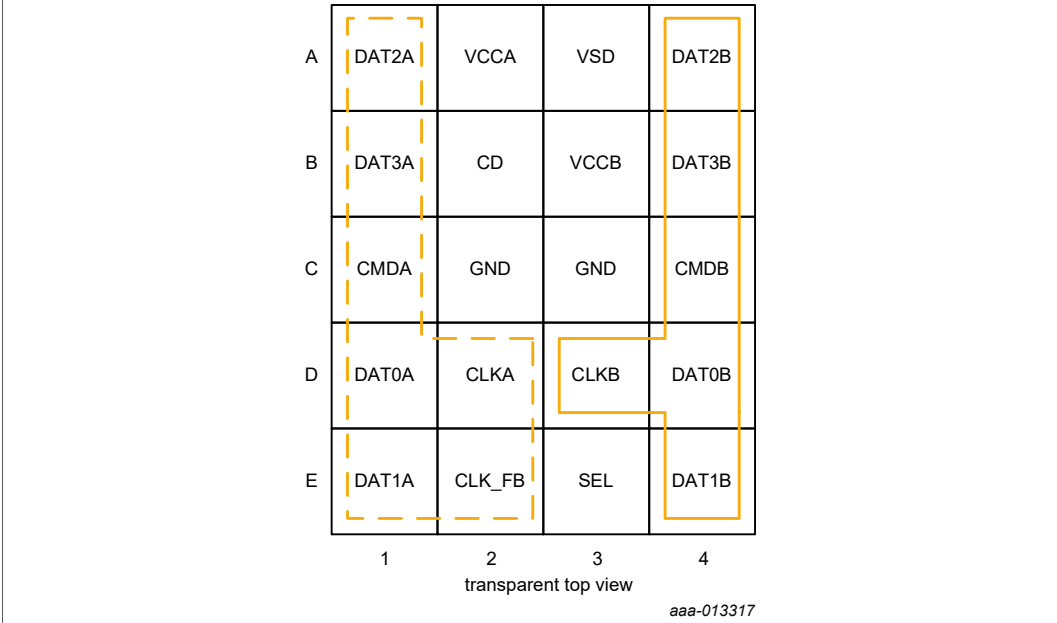 A DAT2A VCCA VSD DAT2B
B DAT3A CD VCCB DAT3B
C CMDA GND GND CMDB
D DAT0A CLKA CLKB DAT0B
E DAT1A CLK_FB SEL DAT1B
1 2 3 4
transparent top view
aaa-013317